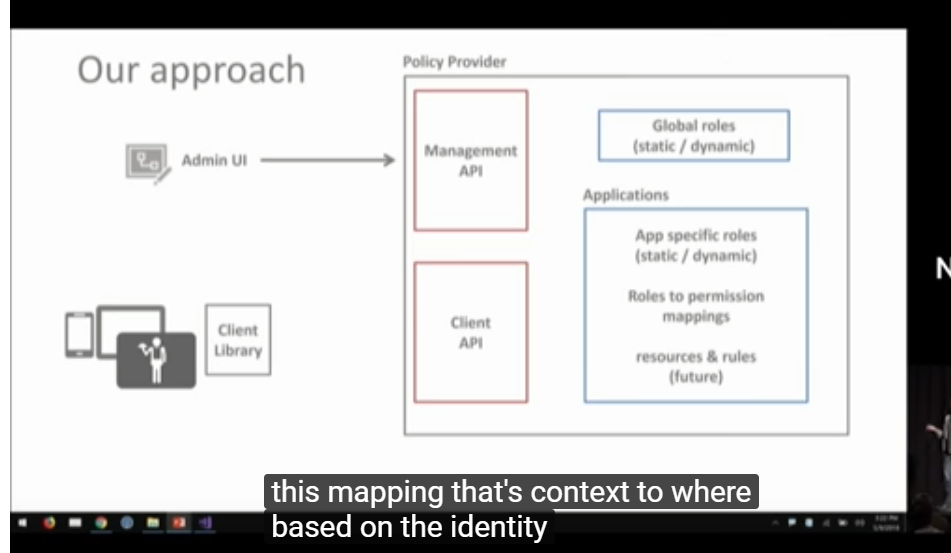 Our approach
Policy Provider
Admin UI
Management
API
Global roles
(static / dynamic)
Applications
App specific roles
(static / dynamic)
Roles to permission
mappings
resources & rules
(future)
Client
Library
Client
API
N
this mapping that's context to where
based on the identity